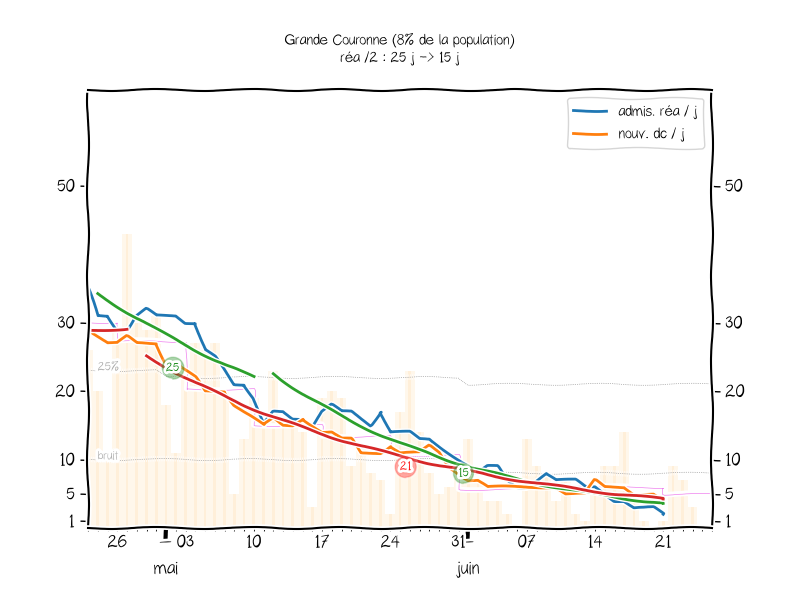 Grande Couronne (8% de la population)
réa /2 : 25 j -> 15 j
admis. réa / j
nouv. dc / j
50 50
30 30
25%
25
20 20
bruit
10 10
21
15
5 5
1 1
26 03 10 17 24 31 07 14 21
mai juin